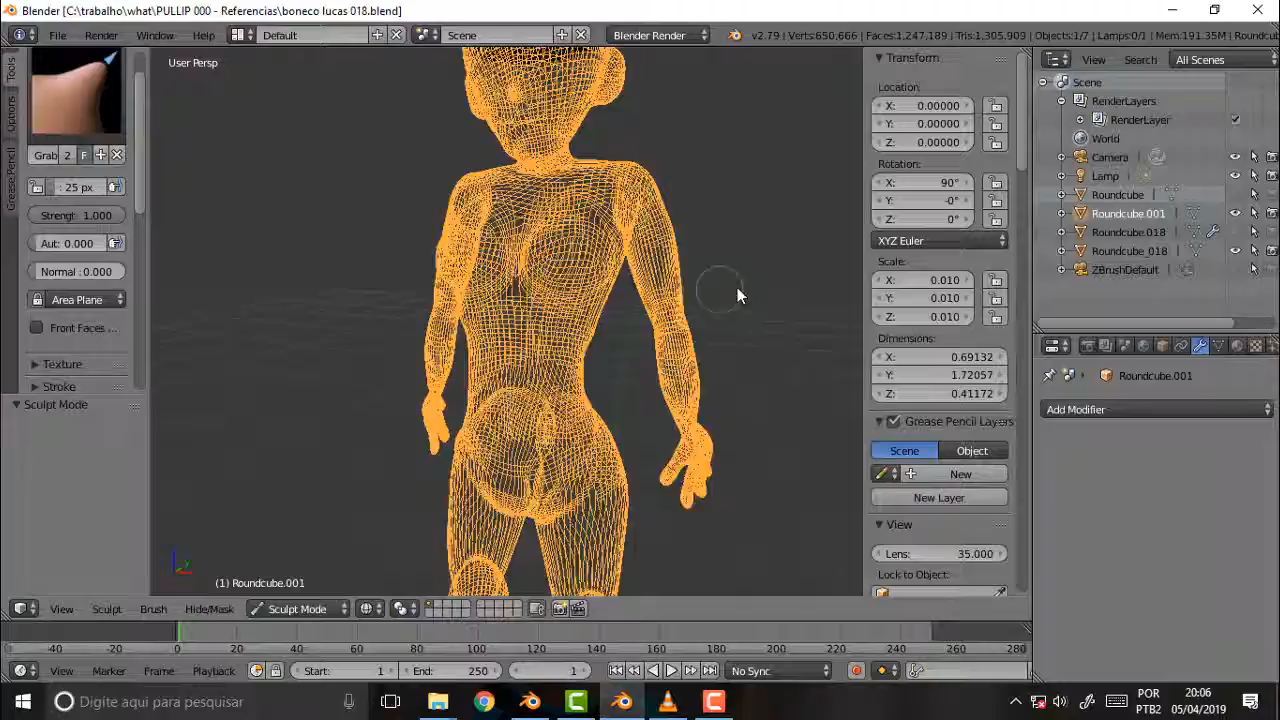 Blender [C:\trabalho\what\PULLIP 000 - Referencias\boneco lucas 018.blend]
File Render Window Help Default Scene Blender Render v2.79 | Verts:650,666 | Faces:1,247,189 | Tris:1,305,909 | Objects:1/7 | Lamps:0/1 | Mem:191.35M | Roundcub
Tools
Options
Grease Pencil
Grab 2 F
: 25 px
Strengt: 1.000
Aut: 0.000
Normal: 0.000
Area Plane
Front Faces ...
Texture
Stroke
Sculpt Mode
User Persp
(1) Roundcube.001
Transform
Location:
X: 0.00000
Y: 0.00000
Z: 0.00000
Rotation:
X: 90°
Y: -0°
Z: 0°
XYZ Euler
Scale:
X: 0.010
Y: 0.010
Z: 0.010
Dimensions:
X: 0.69132
Y: 1.72057
Z: 0.41172
Grease Pencil Layers
Scene Object
New
New Layer
View
Lens: 35.000
Lock to Object:
View Search All Scenes
Scene
RenderLayers
RenderLayer
World
Camera
Lamp
Roundcube
Roundcube.001
Roundcube.018
Roundcube_018
ZBrushDefault
Roundcube.001
Add Modifier
View Sculpt Brush Hide/Mask Sculpt Mode
-40 -20 0 20 40 60 80 100 120 140 160 180 200 220 240 260 280
View Marker Frame Playback Start: 1 End: 250 1 No Sync
Digite aqui para pesquisar
POR
PTB2
20:06
05/04/2019